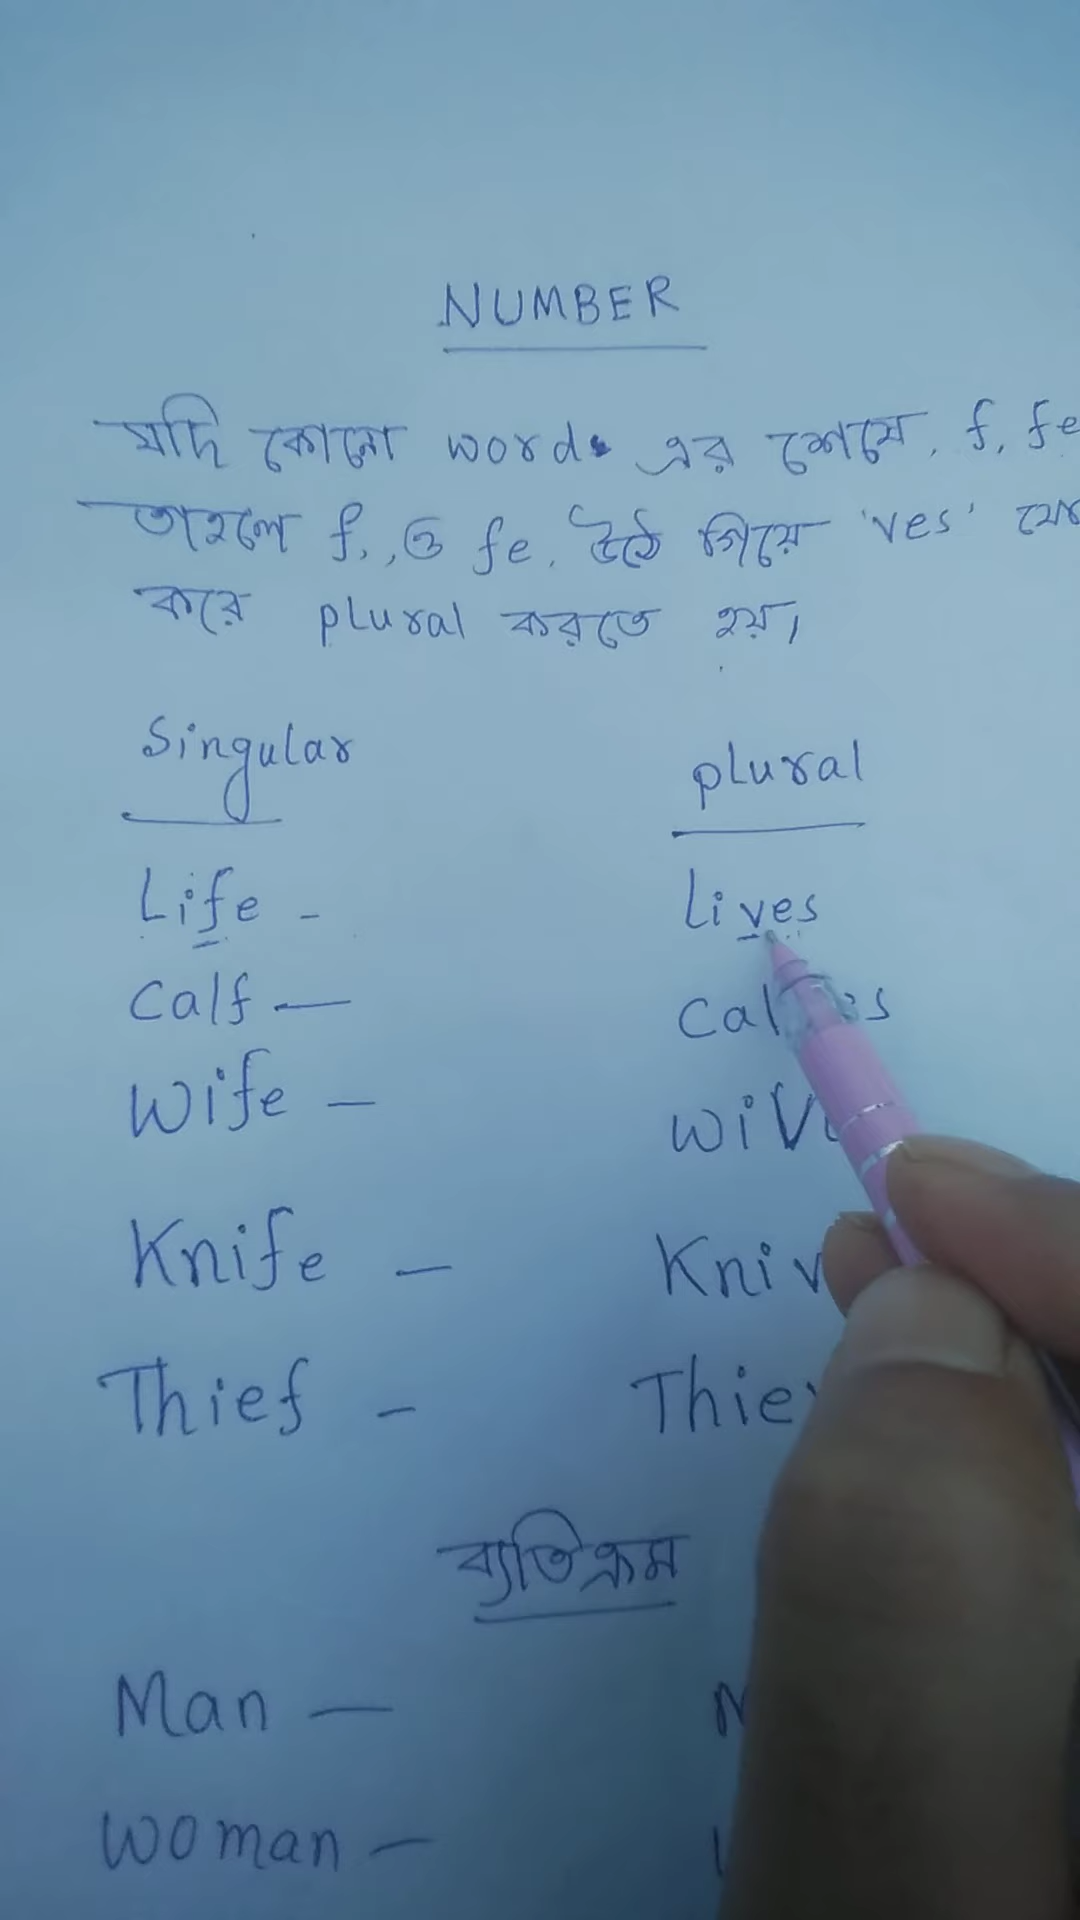 NUMBER
যদি কোনো word এর শেষে, f, fe
তাহলে f, ও fe, উঠে গিয়ে 'ves'
করে plural করতে হয়।
Singular plural
Life - Lives
Calf —
Wife -
Knife -
Thief -
ব্যতিক্রম
Man —
Woman -